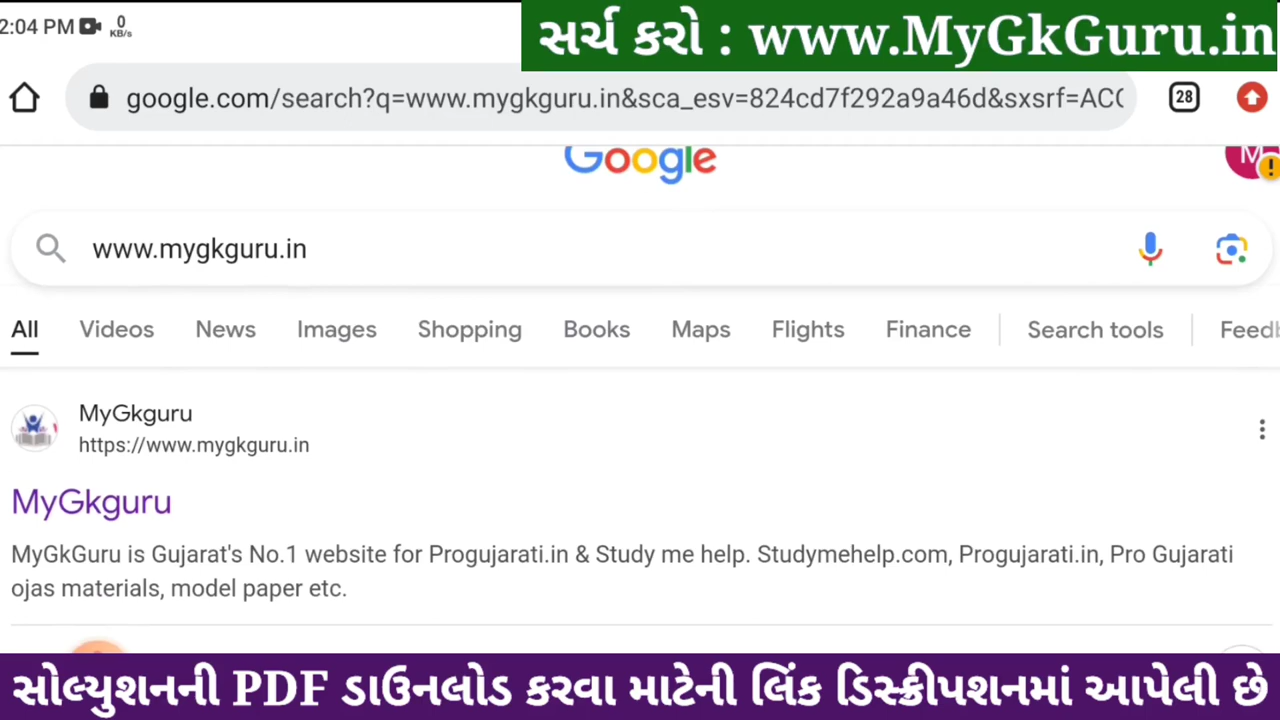 2:04 PM 0 KB/s
સર્ચ કરો : www.MyGkGuru.in
google.com/search?q=www.mygkguru.in&sca_esv=824cd7f292a9a46d&sxsrf=AC
28
Google
M
www.mygkguru.in
All Videos News Images Shopping Books Maps Flights Finance Search tools Feedb
MyGkguru
https://www.mygkguru.in
MyGkguru
MyGkGuru is Gujarat's No.1 website for Progujarati.in & Study me help. Studymehelp.com, Progujarati.in, Pro Gujarati
ojas materials, model paper etc.
સોલ્યુશનની PDF ડાઉનલોડ કરવા માટેની લિંક ડિસ્ક્રીપશનમાં આપેલી છે